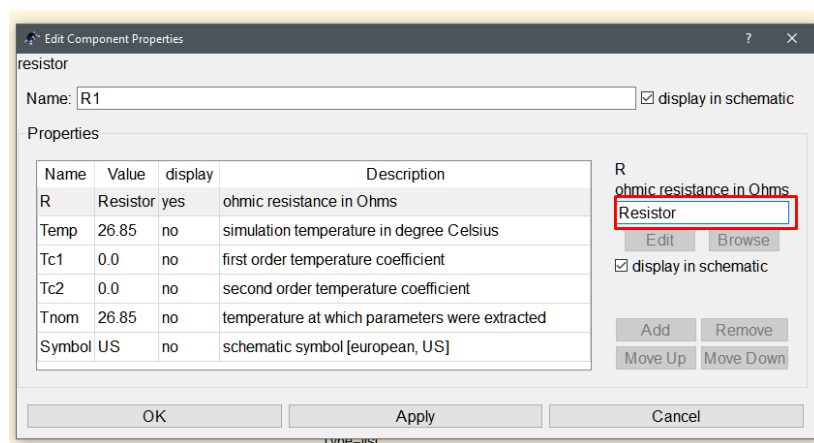 Edit Component Properties ? ×
resistor
Name: R1 display in schematic
Properties
Name Value display Description
R Resistor yes ohmic resistance in Ohms
Temp 26.85 no simulation temperature in degree Celsius
Tc1 0.0 no first order temperature coefficient
Tc2 0.0 no second order temperature coefficient
Tnom 26.85 no temperature at which parameters were extracted
Symbol US no schematic symbol [european, US]
R
ohmic resistance in Ohms
Resistor
Edit Browse
display in schematic
Add Remove
Move Up Move Down
OK Apply Cancel
Type=list